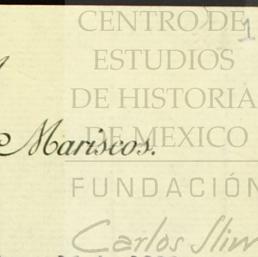 CENTRO DE
ESTUDIOS
DE HISTORIA
DE MEXICO
Mariscos.
FUNDACIÓN
Carlos Slim